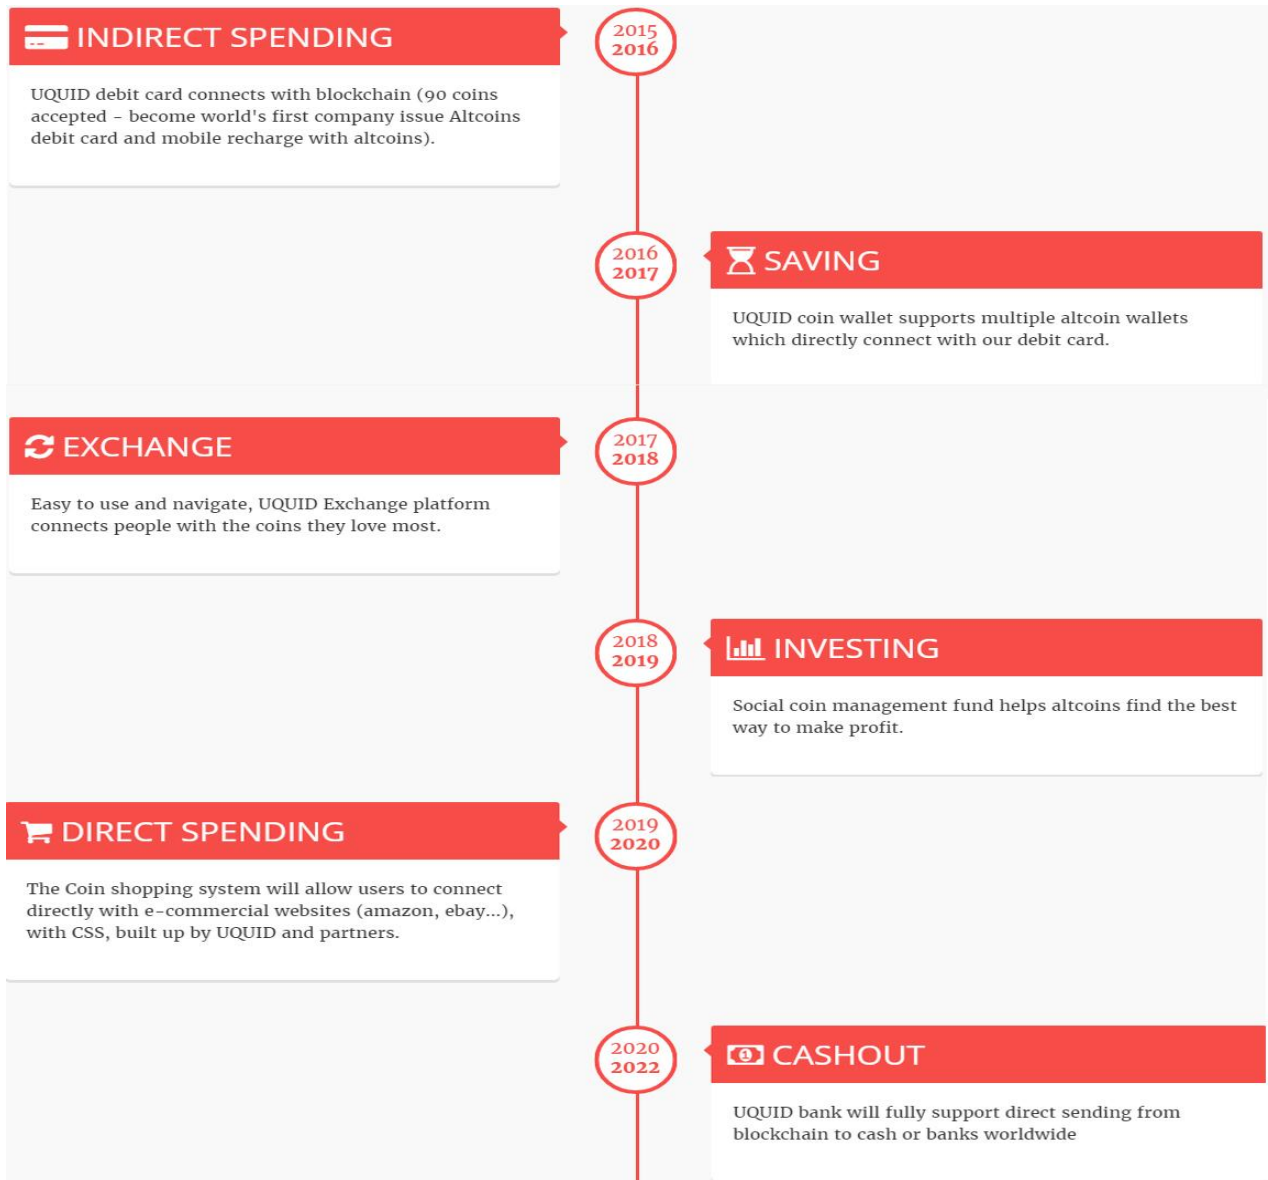 INDIRECT SPENDING
2015
2016
UQUID debit card connects with blockchain (90 coins
accepted - become world's first company issue Altcoins
debit card and mobile recharge with altcoins).
2016
2017
SAVING
UQUID coin wallet supports multiple altcoin wallets
which directly connect with our debit card.
EXCHANGE
2017
2018
Easy to use and navigate, UQUID Exchange platform
connects people with the coins they love most.
2018
2019
INVESTING
Social coin management fund helps altcoins find the best
way to make profit.
DIRECT SPENDING
2019
2020
The Coin shopping system will allow users to connect
directly with e-commercial websites (amazon, ebay...),
with CSS, built up by UQUID and partners.
2020
2022
1
CASHOUT
UQUID bank will fully support direct sending from
blockchain to cash or banks worldwide